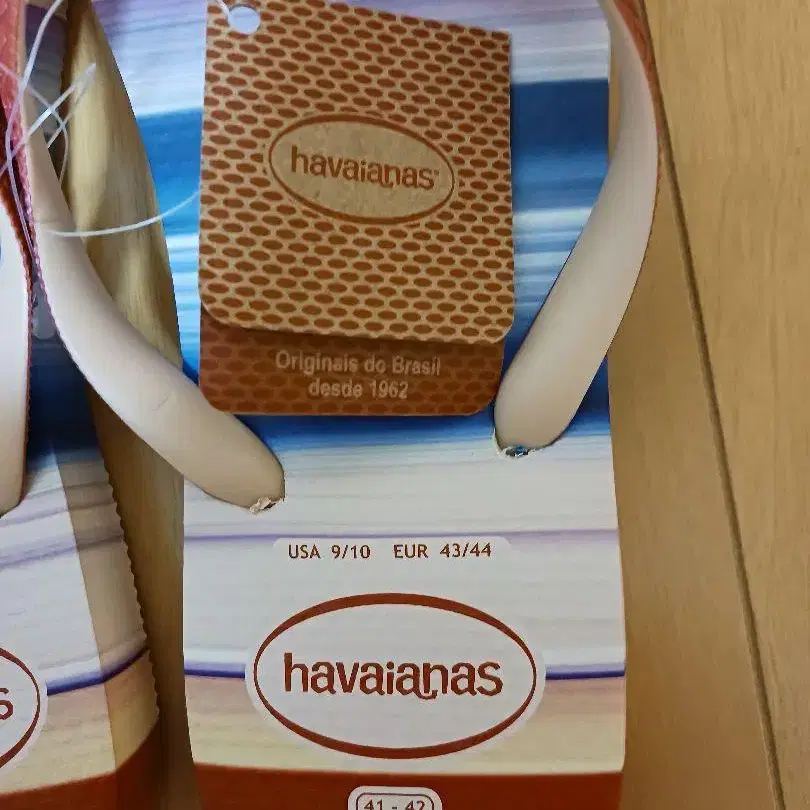 havaianas
Originais do Brasil
desde 1962
USA 9/10 EUR 43/44
havaianas
s
41 - 42